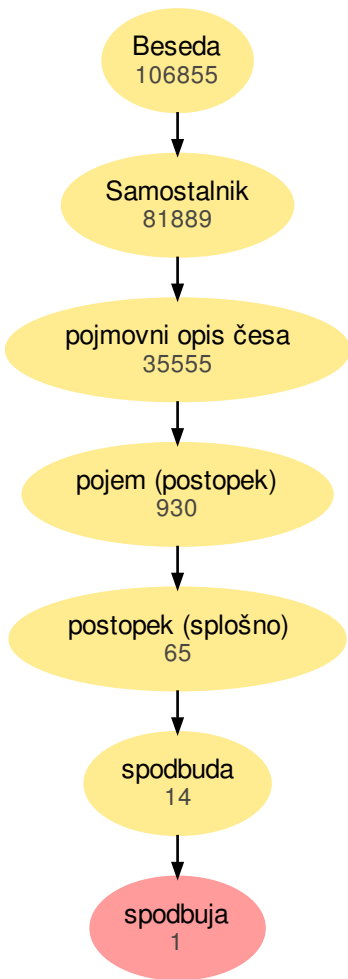 Beseda
106855
Samostalnik
81889
pojmovni opis česa
35555
pojem (postopek)
930
postopek (splošno)
65
spodbuda
14
spodbuja
1